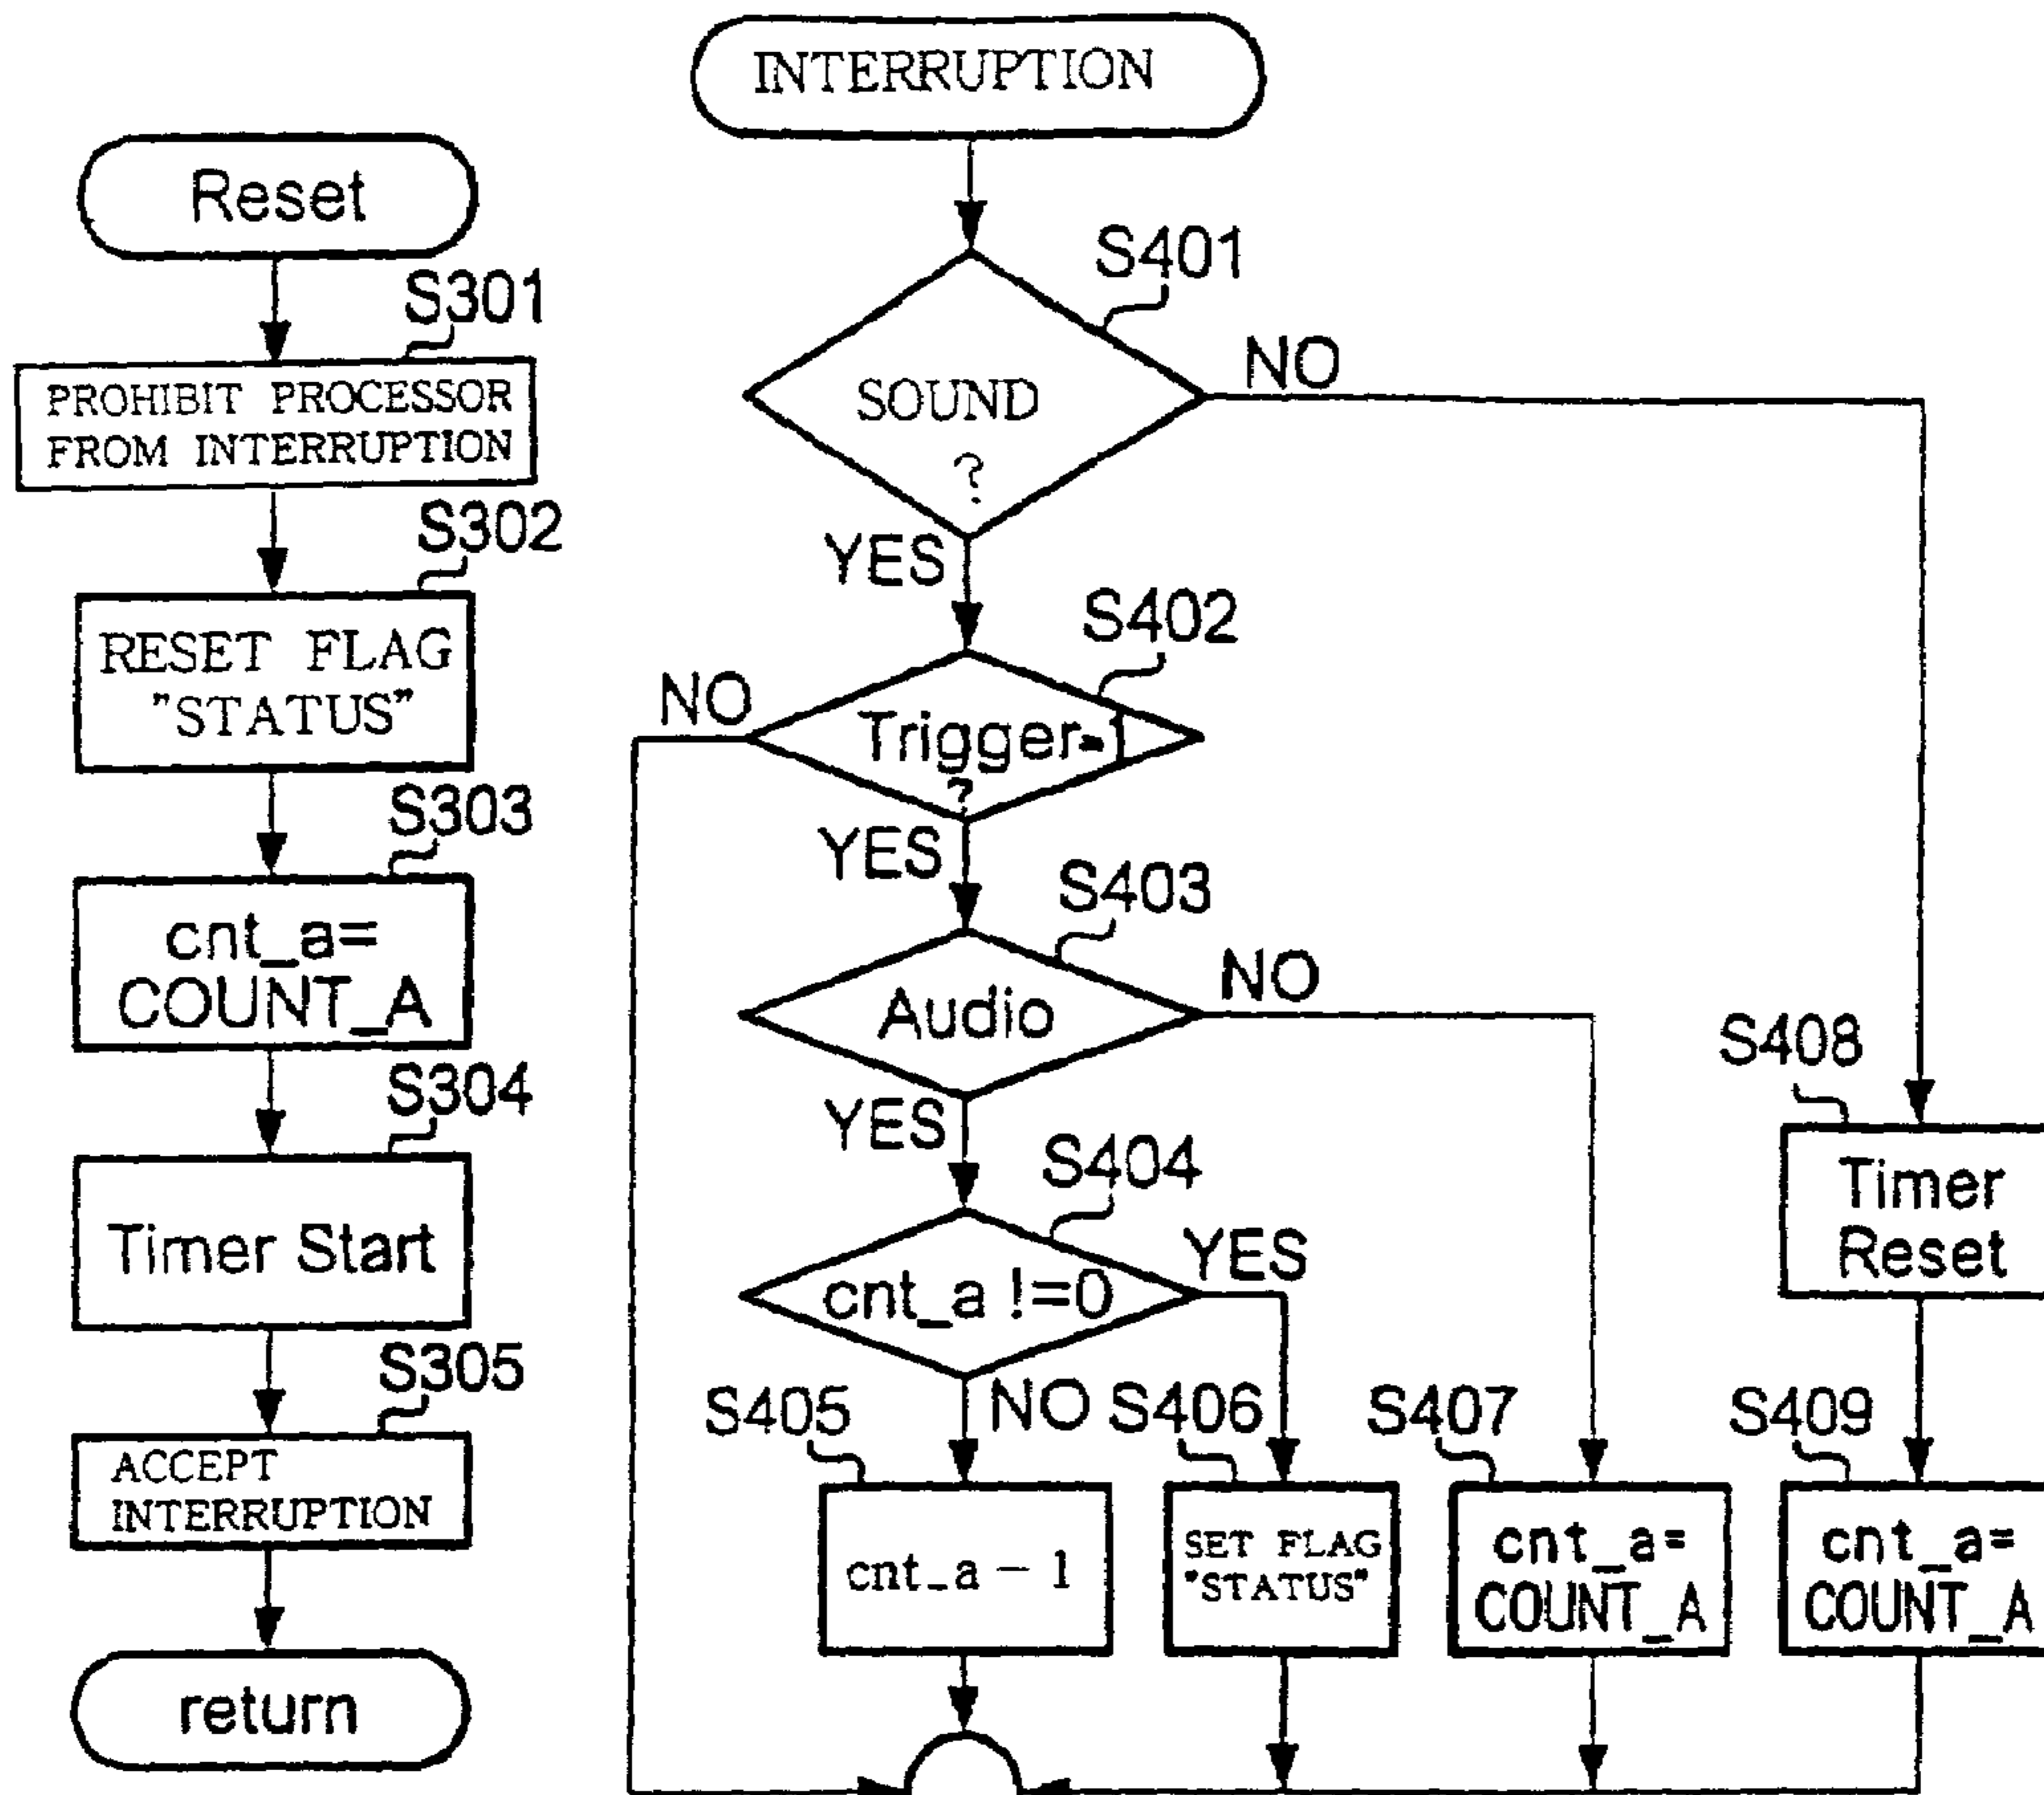 Reset
S301
PROHIBIT PROCESSOR
FROM INTERRUPTION
S302
RESET FLAG
"STATUS"
S303
cnt_a=
COUNT_A
S304
Timer Start
S305
ACCEPT
INTERRUPTION
return
INTERRUPTION
S401
SOUND
?
NO
YES
S402
NO
Trigger=1
?
YES
S403
Audio
NO
YES
S404
cnt_a !=0
YES
NO
S405
cnt_a − 1
S406
SET FLAG
"STATUS"
S407
cnt_a=
COUNT_A
S408
Timer
Reset
S409
cnt_a=
COUNT_A